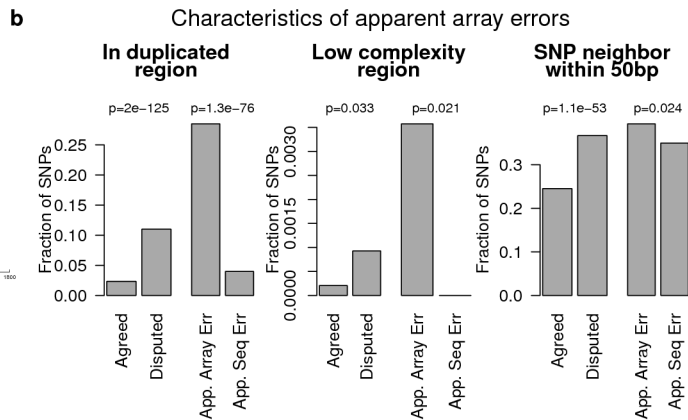 b
Characteristics of apparent array errors
In duplicated
region
p=2e−125
p=1.3e−76
Fraction of SNPs
0.25
0.20
0.15
0.10
0.05
0.00
Agreed
Disputed
App. Array Err
App. Seq Err
Low complexity
region
p=0.033
p=0.021
Fraction of SNPs
0.0030
0.0015
0.0000
Agreed
Disputed
App. Array Err
App. Seq Err
SNP neighbor
within 50bp
p=1.1e−53
p=0.024
Fraction of SNPs
0.3
0.2
0.1
0.0
Agreed
Disputed
App. Array Err
App. Seq Err
1800